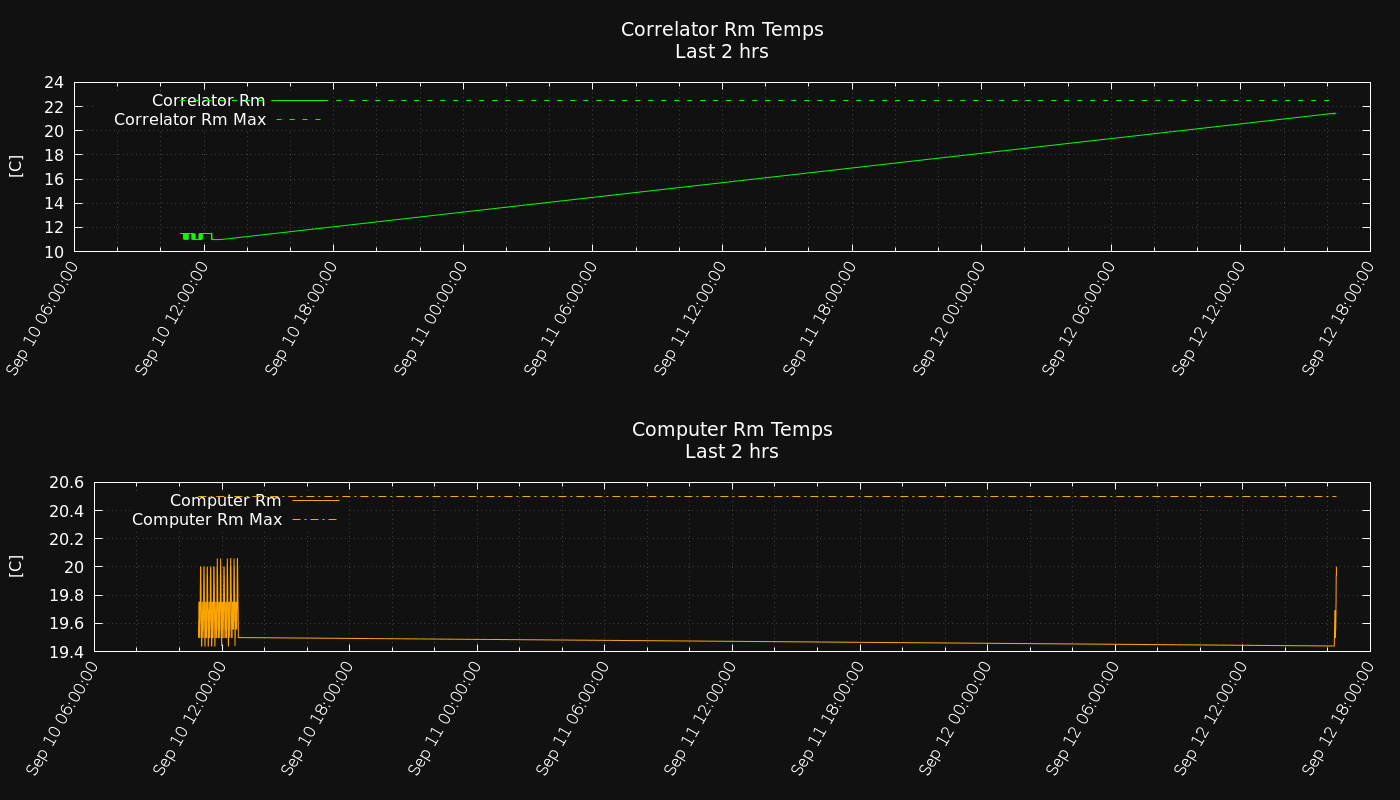 Correlator Rm Temps
Last 2 hrs
24
22
20
18
16
14
12
10
[C]
Correlator Rm
Correlator Rm Max
Sep 10 06:00:00
Sep 10 12:00:00
Sep 10 18:00:00
Sep 11 00:00:00
Sep 11 06:00:00
Sep 11 12:00:00
Sep 11 18:00:00
Sep 12 00:00:00
Sep 12 06:00:00
Sep 12 12:00:00
Sep 12 18:00:00
Computer Rm Temps
Last 2 hrs
20.6
20.4
20.2
20
19.8
19.6
19.4
[C]
Computer Rm
Computer Rm Max
Sep 10 06:00:00
Sep 10 12:00:00
Sep 10 18:00:00
Sep 11 00:00:00
Sep 11 06:00:00
Sep 11 12:00:00
Sep 11 18:00:00
Sep 12 00:00:00
Sep 12 06:00:00
Sep 12 12:00:00
Sep 12 18:00:00